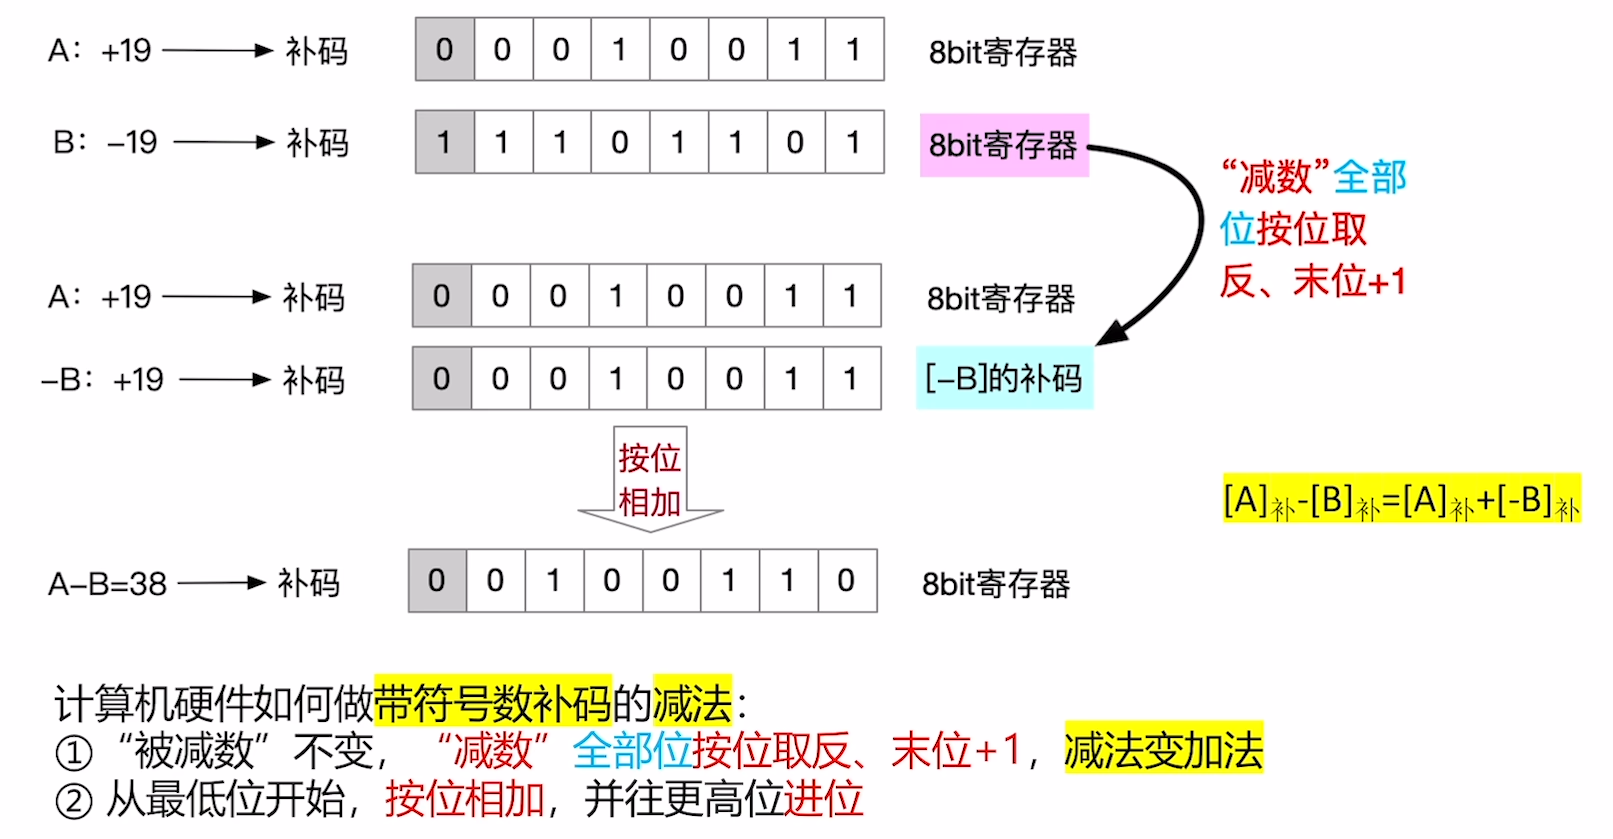 A：+19 补码 0 0 0 1 0 0 1 1 8bit寄存器
B：−19 补码 1 1 1 0 1 1 0 1 8bit寄存器
“减数”全部
位按位取
反、末位+1
A：+19 补码 0 0 0 1 0 0 1 1 8bit寄存器
−B：+19 补码 0 0 0 1 0 0 1 1 [−B]的补码
按位
相加
[A]补-[B]补=[A]补+[-B]补
A−B=38 补码 0 0 1 0 0 1 1 0 8bit寄存器
计算机硬件如何做带符号数补码的减法：
① “被减数”不变，“减数”全部位按位取反、末位+1，减法变加法
② 从最低位开始，按位相加，并往更高位进位